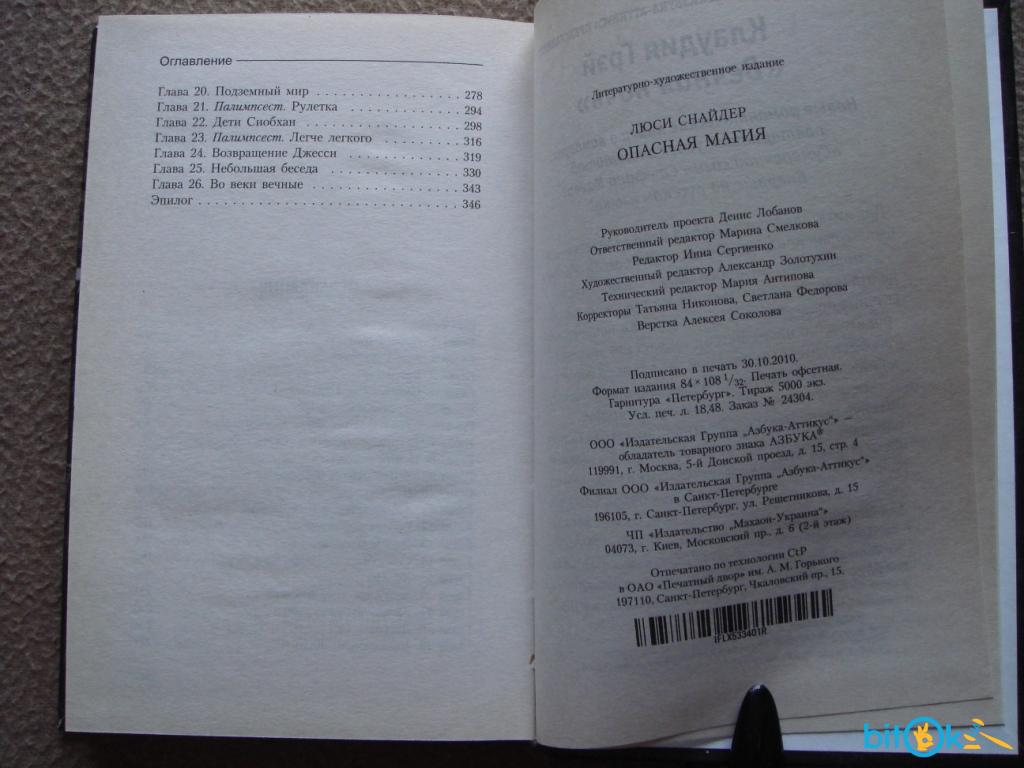 Оглавление
Глава 20. Подземный мир . . . . . . . . . . . . . . . . . 278
Глава 21. Палимпсест. Рулетка . . . . . . . . . . . . . . 294
Глава 22. Дети Сиобхан . . . . . . . . . . . . . . . . . . 298
Глава 23. Палимпсест. Легче легкого . . . . . . . . . . 316
Глава 24. Возвращение Джесси . . . . . . . . . . . . . 319
Глава 25. Небольшая беседа . . . . . . . . . . . . . . . 330
Глава 26. Во веки вечные . . . . . . . . . . . . . . . . . 343
Эпилог . . . . . . . . . . . . . . . . . . . . . . . . . . . . 346
Литературно-художественное издание
ЛЮСИ СНАЙДЕР
ОПАСНАЯ МАГИЯ
Руководитель проекта Денис Лобанов
Ответственный редактор Марина Смелкова
Редактор Инна Сергиенко
Художественный редактор Александр Золотухин
Технический редактор Мария Антипова
Корректоры Татьяна Никонова, Светлана Федорова
Верстка Алексея Соколова
Подписано в печать 30.10.2010.
Формат издания 84 × 108 1/32. Печать офсетная.
Гарнитура «Петербург». Тираж 5000 экз.
Усл. печ. л. 18,48. Заказ № 24304.
ООО «Издательская Группа „Азбука-Аттикус“» –
обладатель товарного знака АЗБУКА®
119991, г. Москва, 5-й Донской проезд, д. 15, стр. 4
Филиал ООО «Издательская Группа „Азбука-Аттикус“»
в Санкт-Петербурге
196105, г. Санкт-Петербург, ул. Решетникова, д. 15
ЧП «Издательство „Махаон-Украина“»
04073, г. Киев, Московский пр., д. 6 (2-й этаж)
Отпечатано по технологии CtP
в ОАО «Печатный двор» им. А. М. Горького
197110, Санкт-Петербург, Чкаловский пр., 15.
IFLX533401R
bitok